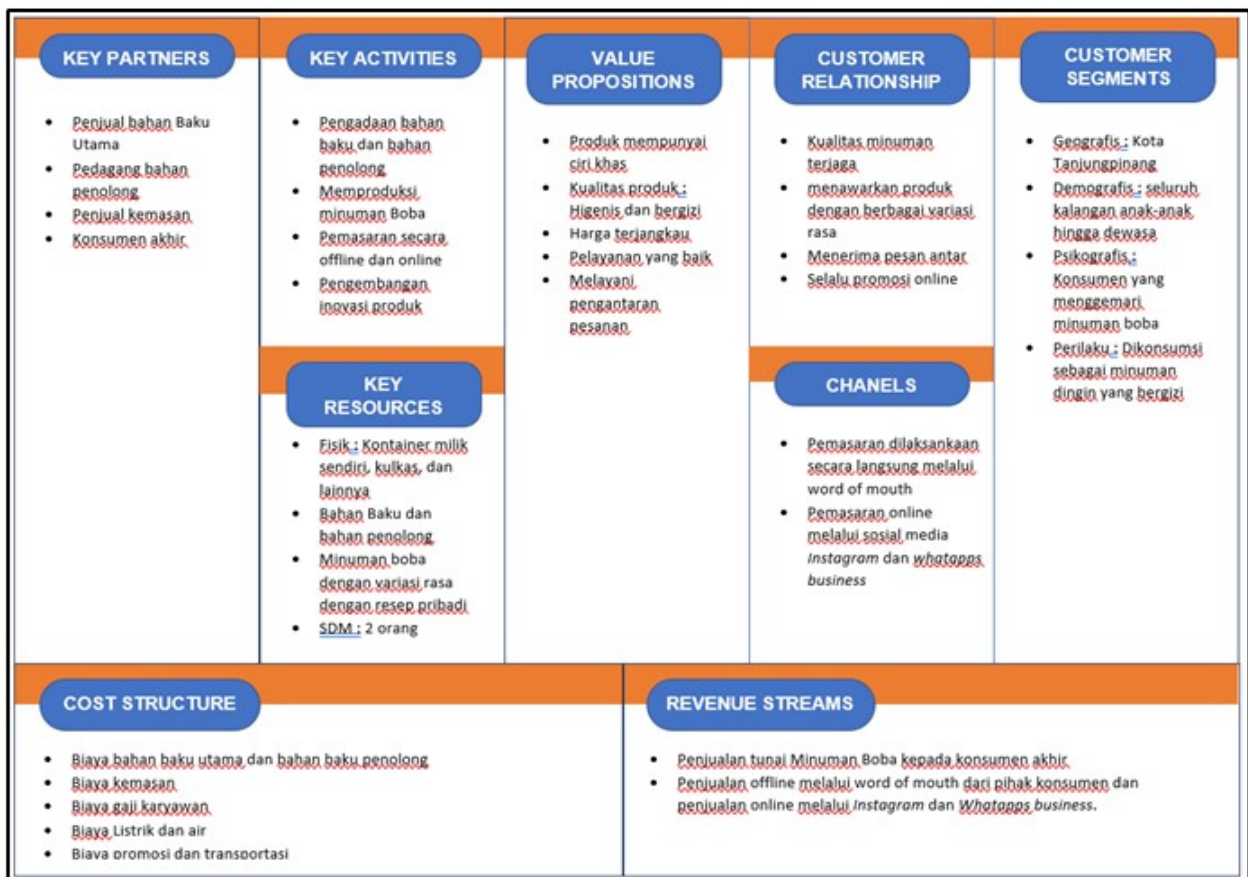 KEY PARTNERS
• Penjual bahan Baku
Utama
• Pedagang bahan
penolong
• Penjual kemasan
• Konsumen akhir
KEY ACTIVITIES
• Pengadaan bahan
baku dan bahan
penolong
• Memproduksi
minuman Boba
• Pemasaran secara
offline dan online
• Pengembangan
inovasi produk
KEY
RESOURCES
• Fisik : Kontainer milik
sendiri, kulkas, dan
lainnya
• Bahan Baku dan
bahan penolong
• Minuman boba
dengan variasi rasa
dengan resep pribadi
• SDM : 2 orang
VALUE
PROPOSITIONS
• Produk mempunyai
ciri khas
• Kualitas produk :
Higenis dan bergizi
• Harga terjangkau
• Pelayanan yang baik
• Melayani
pengantaran
pesanan
CUSTOMER
RELATIONSHIP
• Kualitas minuman
terjaga
• menawarkan produk
dengan berbagai variasi
rasa
• Menerima pesan antar
• Selalu promosi online
CHANELS
• Pemasaran dilaksankaan
secara langsung melalui
word of mouth
• Pemasaran online
melalui sosial media
Instagram dan whatapps
business
CUSTOMER
SEGMENTS
• Geografis : Kota
Tanjungpinang
• Demografis : seluruh
kalangan anak-anak
hingga dewasa
• Psikografis :
Konsumen yang
menggemari
minuman boba
• Perilaku : Dikonsumsi
sebagai minuman
dingin yang bergizi
COST STRUCTURE
• Biaya bahan baku utama dan bahan baku penolong
• Biaya kemasan
• Biaya gaji karyawan
• Biaya Listrik dan air
• Biaya promosi dan transportasi
REVENUE STREAMS
• Penjualan tunai Minuman Boba kepada konsumen akhir
• Penjualan offline melalui word of mouth dari pihak konsumen dan
penjualan online melalui Instagram dan Whatapps business.